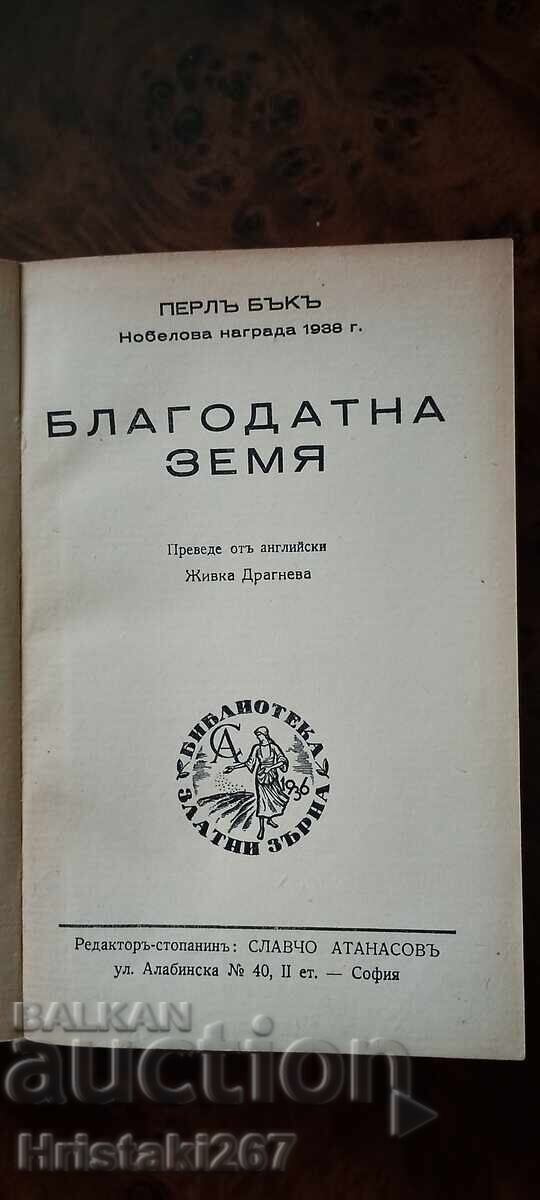 ПЕРЛЪ БЪКЪ
Нобелова награда 1938 г.
БЛАГОДАТНА
ЗЕМЯ
Преведе отъ английски
Живка Драгнева
БИБЛИОТЕКА
СА
1936
ЗЛАТНИ ЗЪРНА
Редакторъ-стопанинъ: СЛАВЧО АТАНАСОВЪ
ул. Алабинска № 40, II ет. — София
BALKAN
auction
Hristaki267